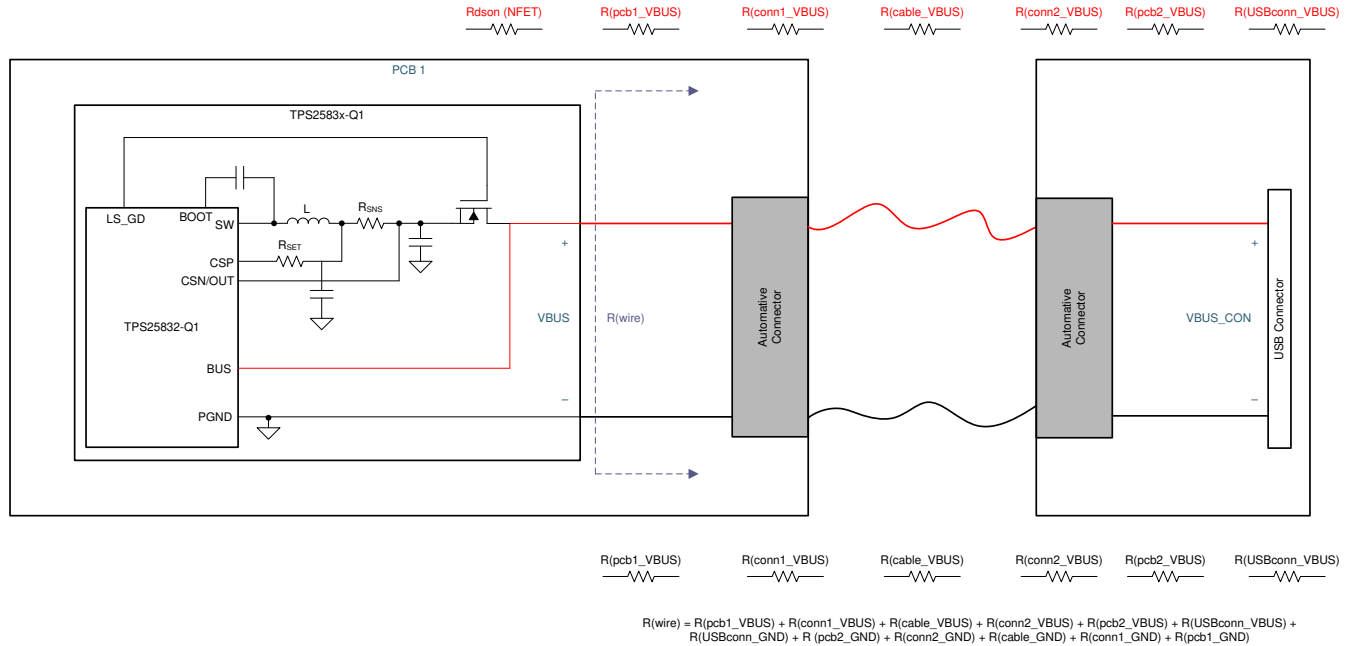 Rdson (NFET) R(pcb1_VBUS) R(conn1_VBUS) R(cable_VBUS) R(conn2_VBUS) R(pcb2_VBUS) R(USBconn_VBUS)
PCB 1
TPS2583x-Q1
LS_GD
BOOT
SW
L
RSNS
RSET
CSP
CSN/OUT
TPS25832-Q1
BUS
PGND
+
VBUS
–
R(wire)
Automative
Connector
Automative
Connector
+
VBUS_CON
–
USB Connector
R(pcb1_VBUS) R(conn1_VBUS) R(cable_VBUS) R(conn2_VBUS) R(pcb2_VBUS) R(USBconn_VBUS)
R(wire) = R(pcb1_VBUS) + R(conn1_VBUS) + R(cable_VBUS) + R(conn2_VBUS) + R(pcb2_VBUS) + R(USBconn_VBUS) +
R(USBconn_GND) + R (pcb2_GND) + R(conn2_GND) + R(cable_GND) + R(conn1_GND) + R(pcb1_GND)